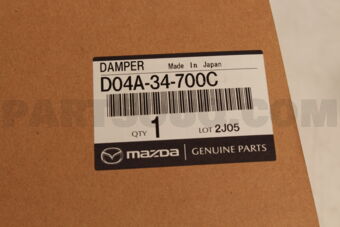 DAMPER Made In Japan
D04A-34-700C
QTY 1 LOT 2J05
mazda GENUINE PARTS